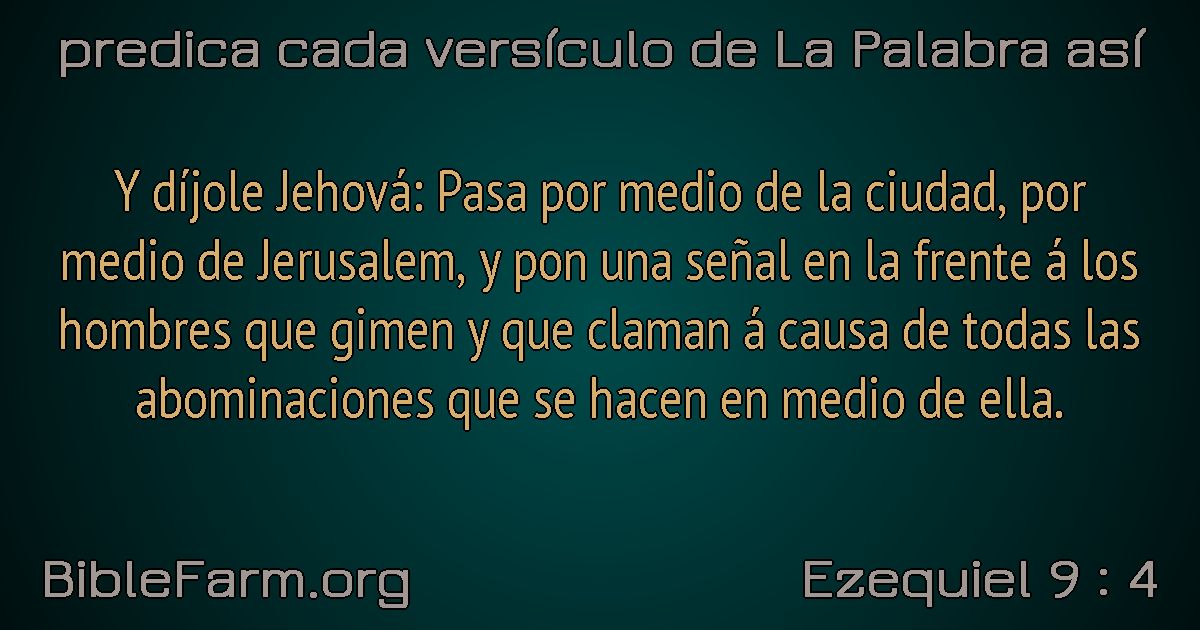 predica cada versículo de La Palabra así
Y díjole Jehová: Pasa por medio de la ciudad, por
medio de Jerusalem, y pon una señal en la frente á los
hombres que gimen y que claman á causa de todas las
abominaciones que se hacen en medio de ella.
BibleFarm.org
Ezequiel 9 : 4